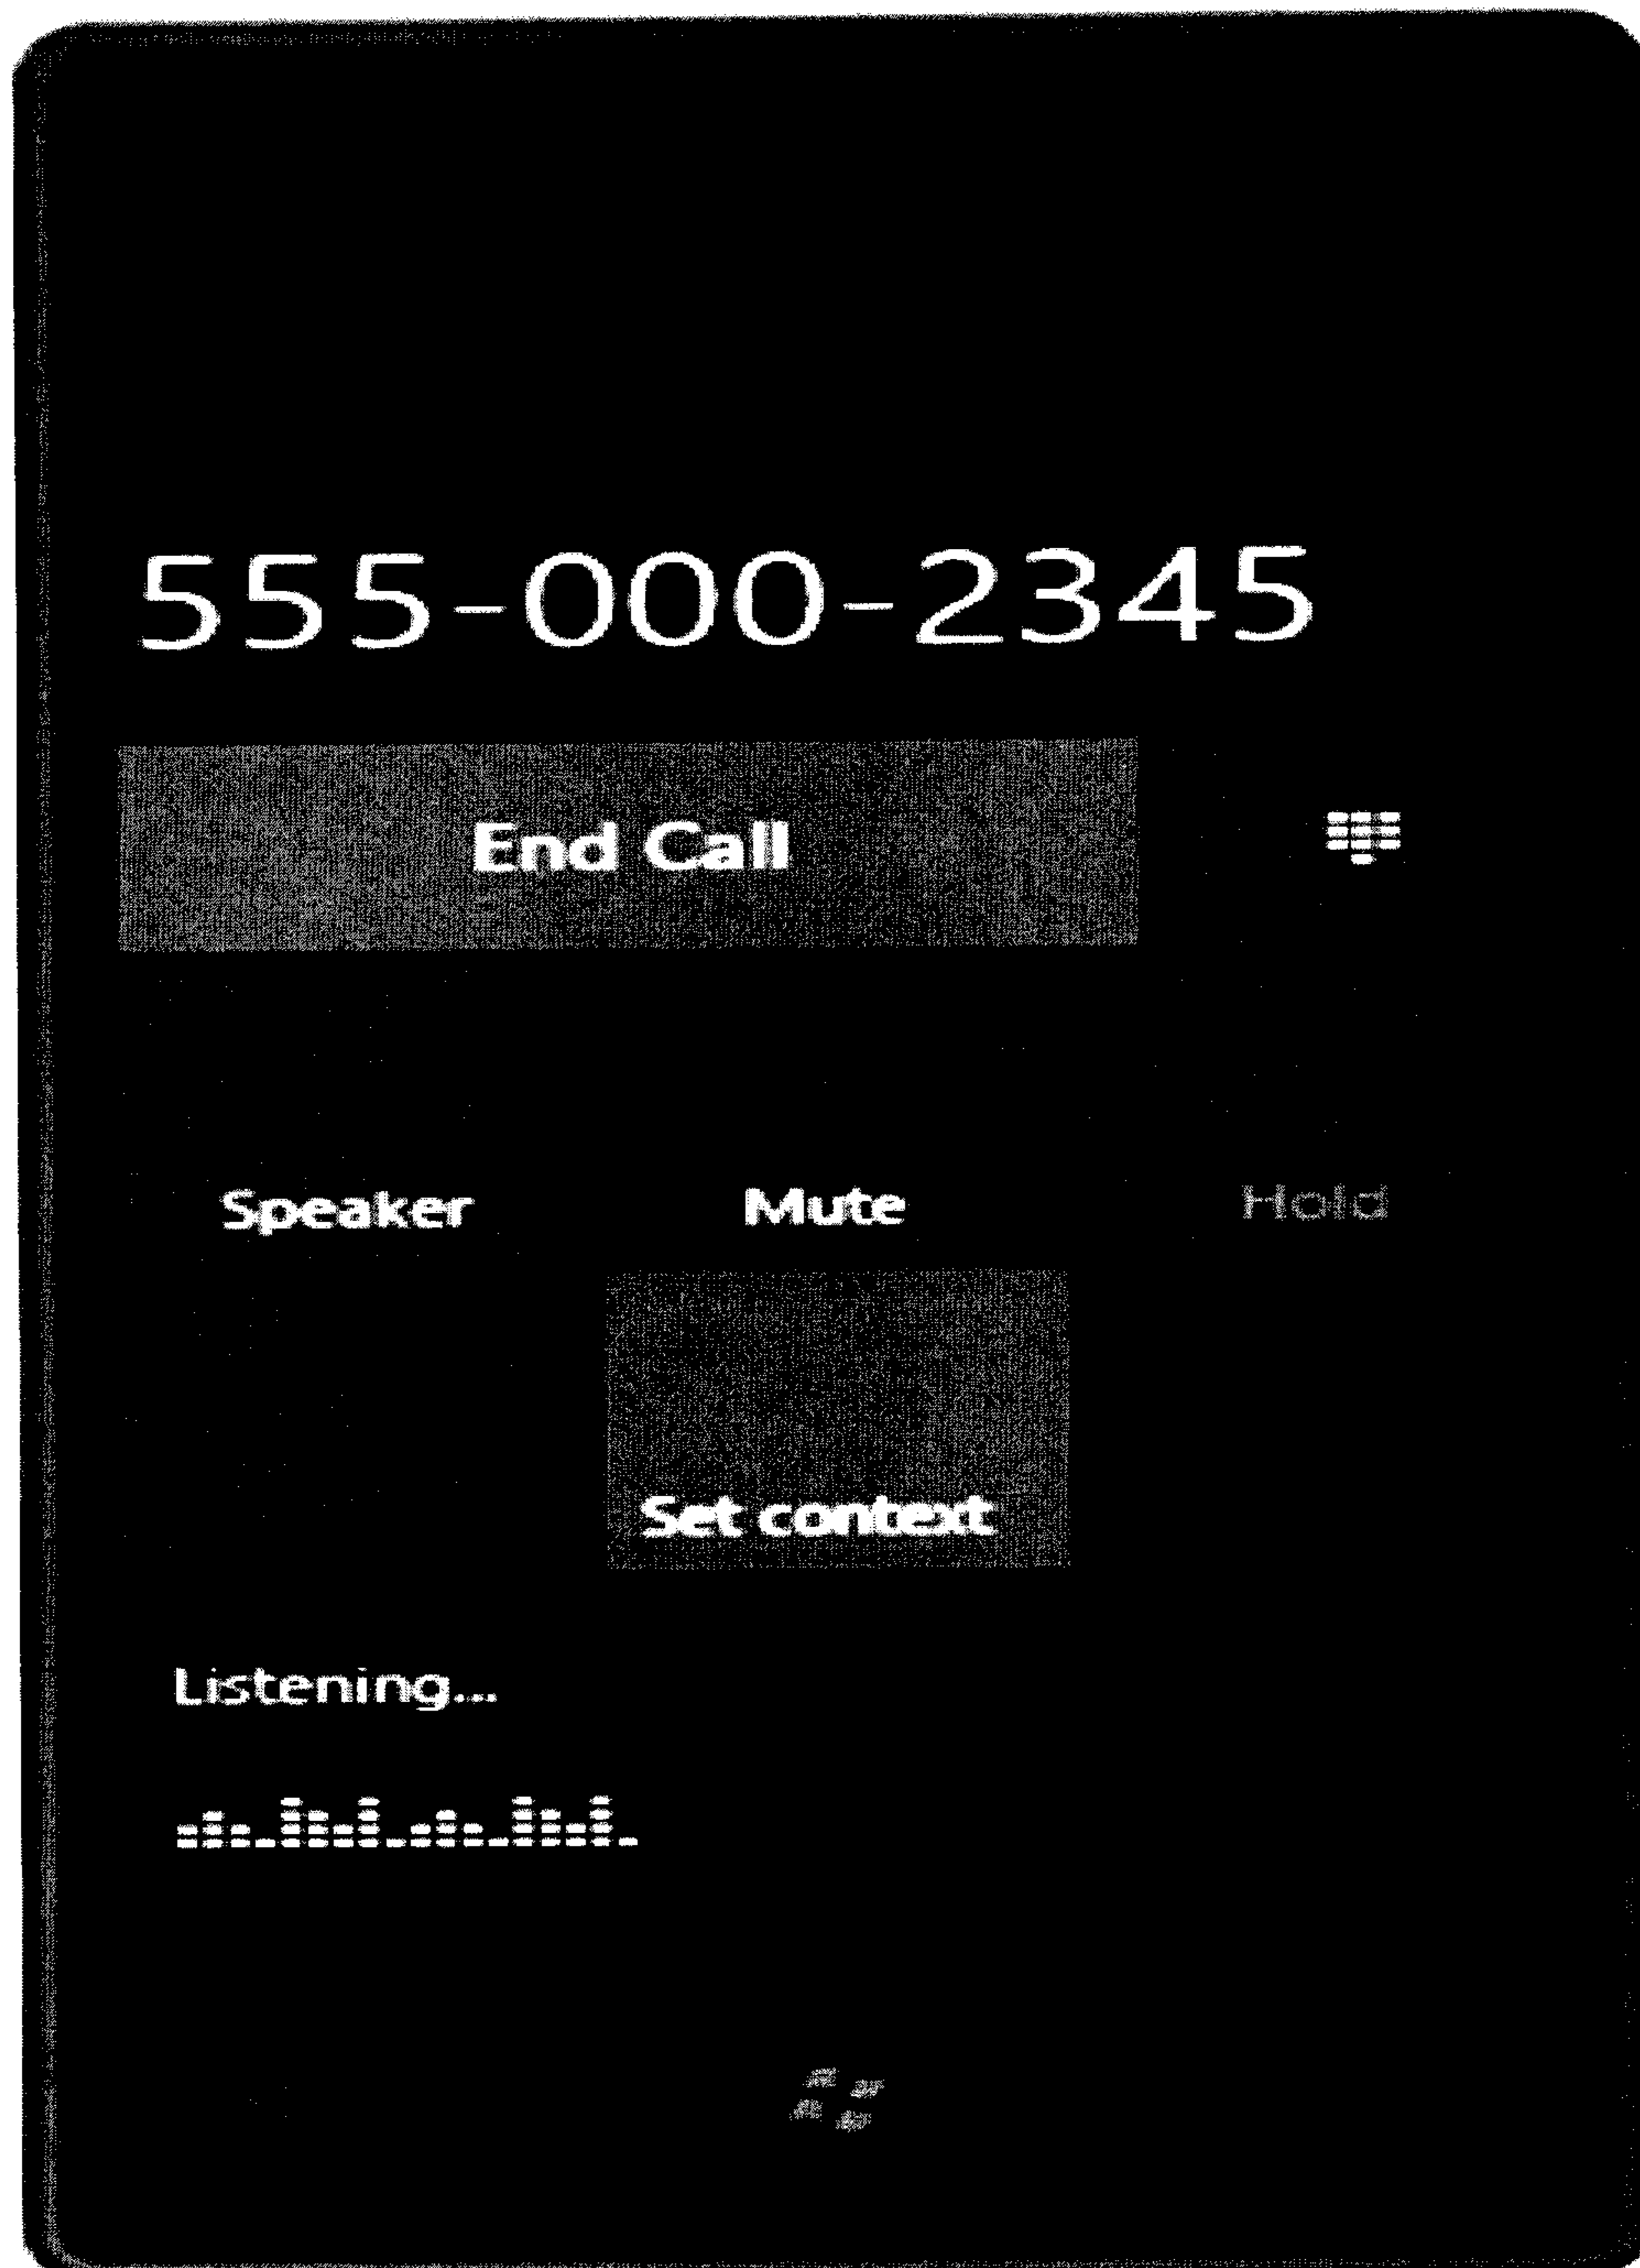 555-000-2345
End Call
Speaker Mute Hold
Set context
Listening...